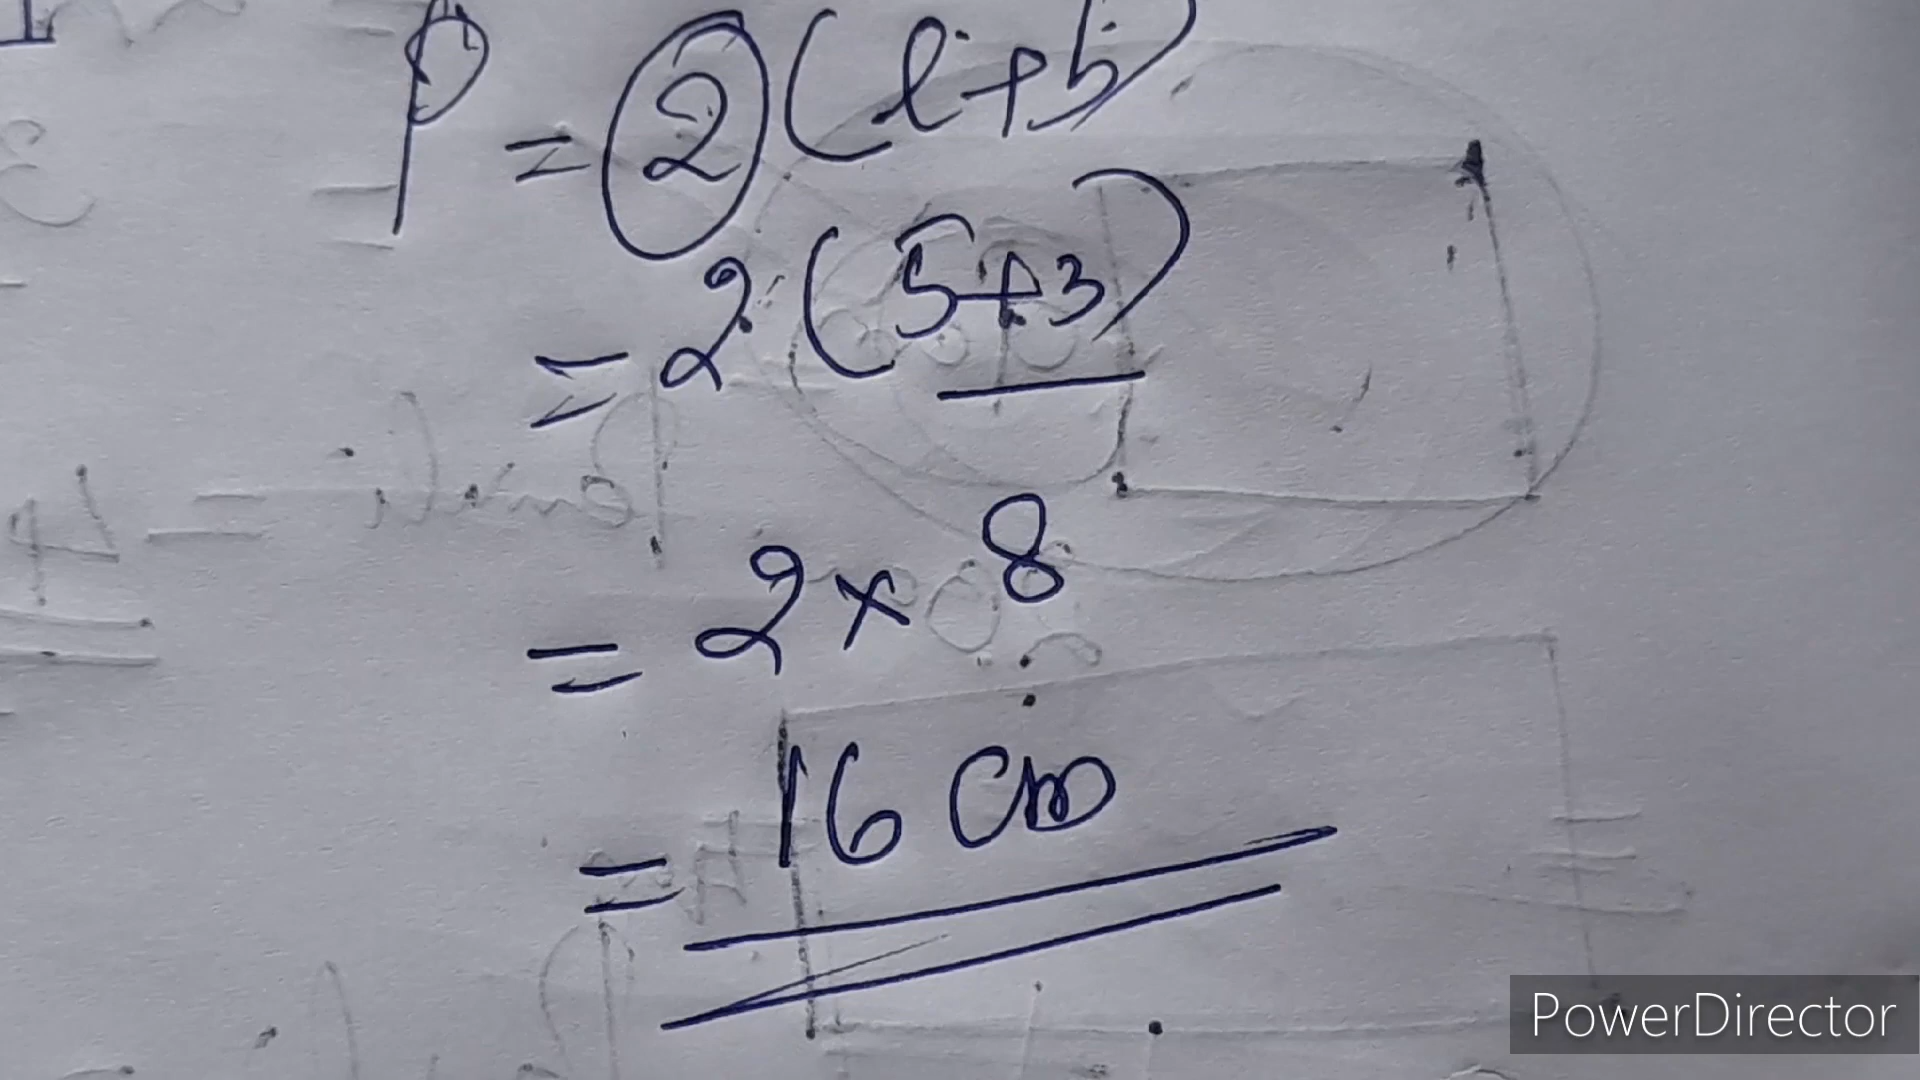 P = 2 (l+b)
= 2 (5+3)
= 2 × 8
= 16 cm
PowerDirector